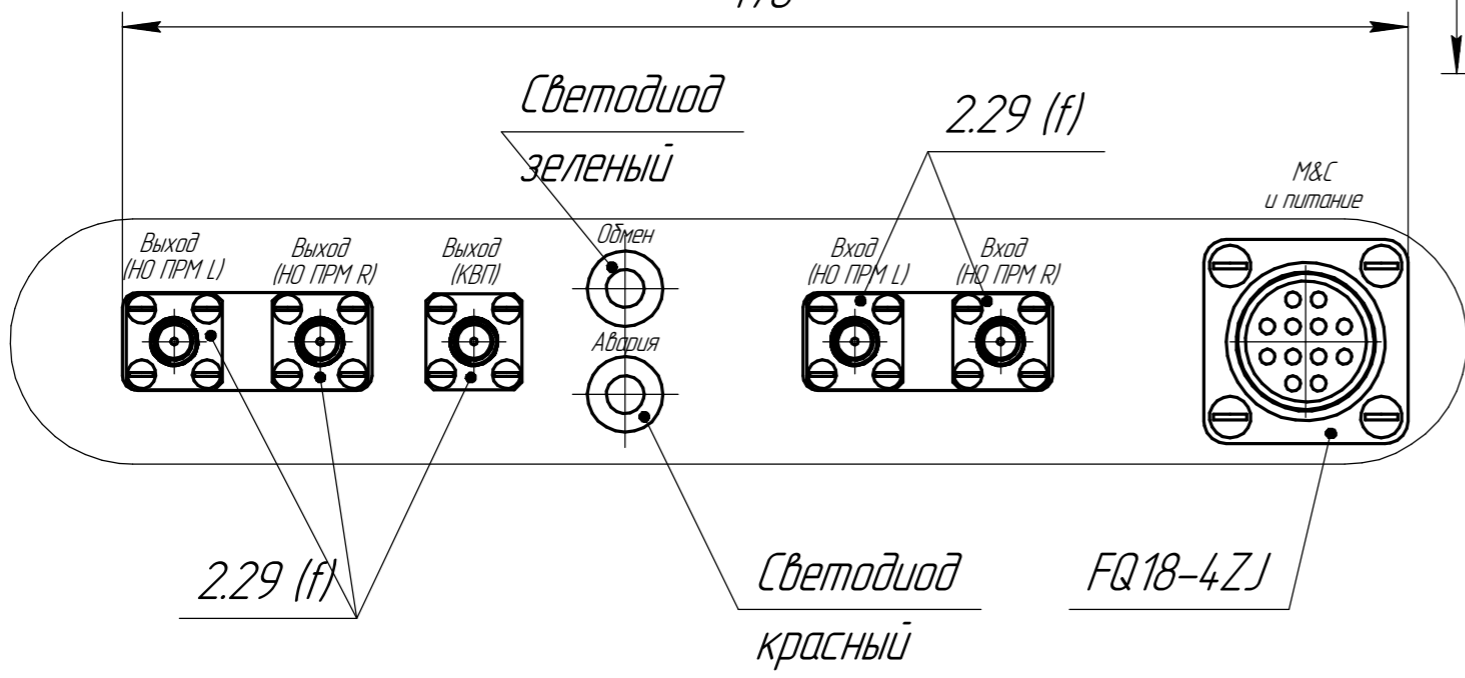 Светодиод
зеленый
2.29 (f)
M&C
и питание
Выход
(НО ПРМ L)
Выход
(НО ПРМ R)
Выход
(КВП)
Обмен
Вход
(НО ПРМ L)
Вход
(НО ПРМ R)
Авария
2.29 (f)
Светодиод
красный
FQ18-4ZJ